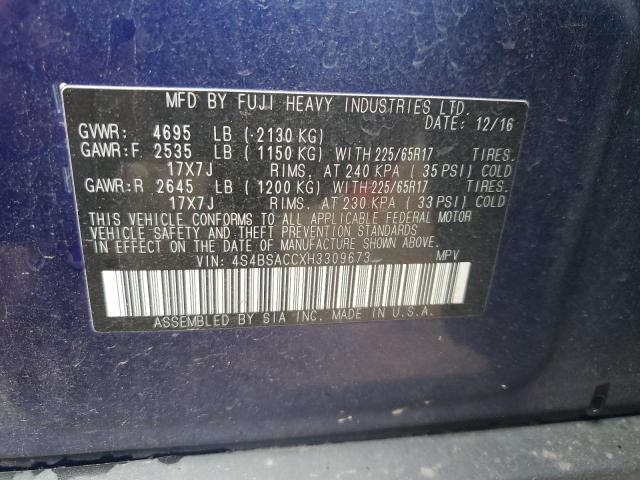 MFD BY FUJI HEAVY INDUSTRIES LTD.
DATE: 12/16
GVWR: 4695 LB (-2130 KG)
GAWR:F 2535 LB ( 1150 KG) WITH 225/65R17 TIRES.
17X7J RIMS, AT 240 KPA ( 35 PSI) COLD
GAWR:R 2645 LB ( 1200 KG) WITH 225/65R17 TIRES.
17X7J RIMS, AT 230 KPA ( 33 PSI) COLD
THIS VEHICLE CONFORMS TO ALL APPLICABLE FEDERAL MOTOR
VEHICLE SAFETY AND THEFT PREVENTION STANDARDS
IN EFFECT ON THE DATE OF MANUFACTURE SHOWN ABOVE.
VIN: 4S4BSACCXH3309673 MPV
ASSEMBLED BY SIA INC. MADE IN U.S.A.